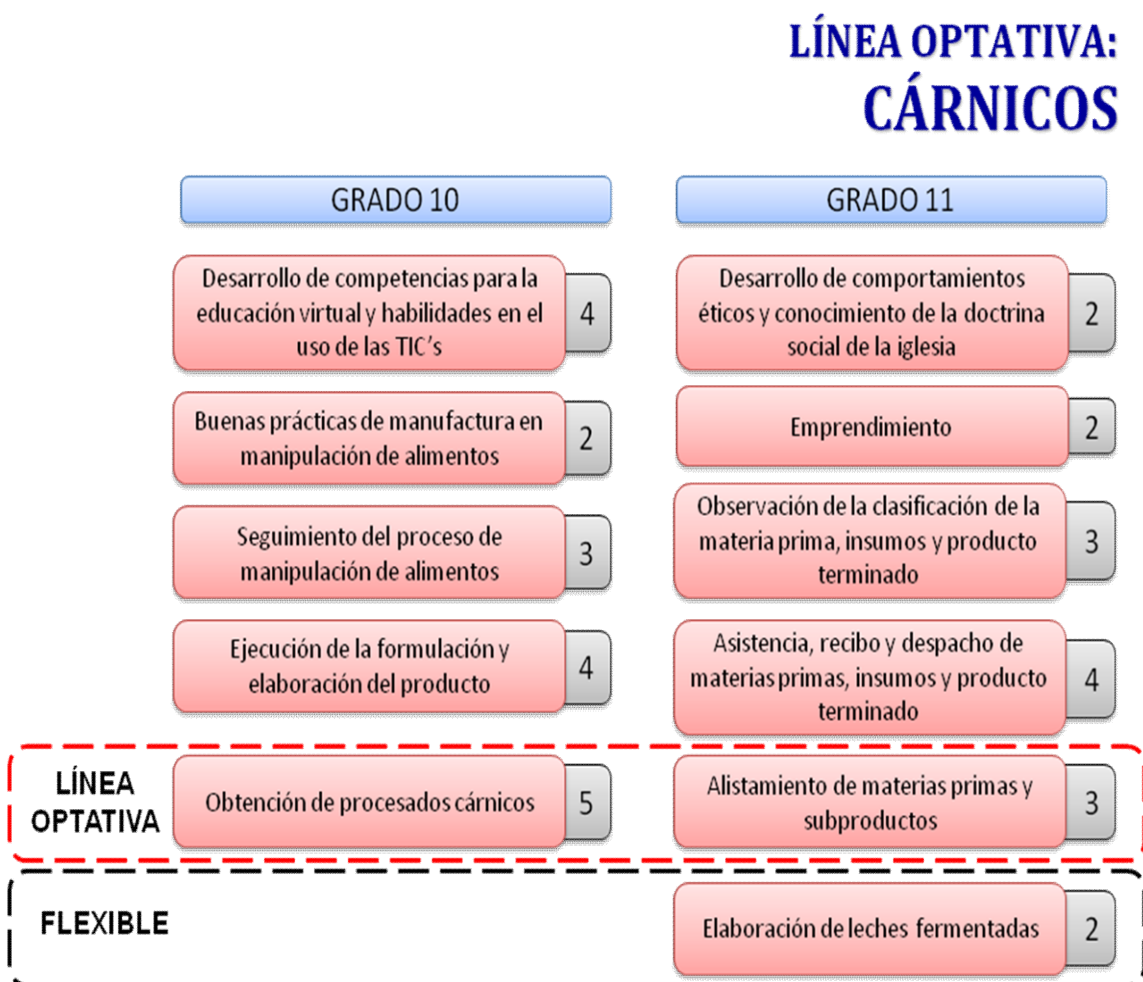 LÍNEA OPTATIVA:
CÁRNICOS
GRADO 10
Desarrollo de competencias para la
educación virtual y habilidades en el
uso de las TIC's
4
Buenas prácticas de manufactura en
manipulación de alimentos
2
Seguimiento del proceso de
manipulación de alimentos
3
Ejecución de la formulación y
elaboración del producto
4
GRADO 11
Desarrollo de comportamientos
éticos y conocimiento de la doctrina
social de la iglesia
2
Emprendimiento
2
Observación de la clasificación de la
materia prima, insumos y producto
terminado
3
Asistencia, recibo y despacho de
materias primas, insumos y producto
terminado
4
LÍNEA
OPTATIVA
Obtención de procesados cárnicos
5
Alistamiento de materias primas y
subproductos
3
FLEXIBLE
Elaboración de leches fermentadas
2